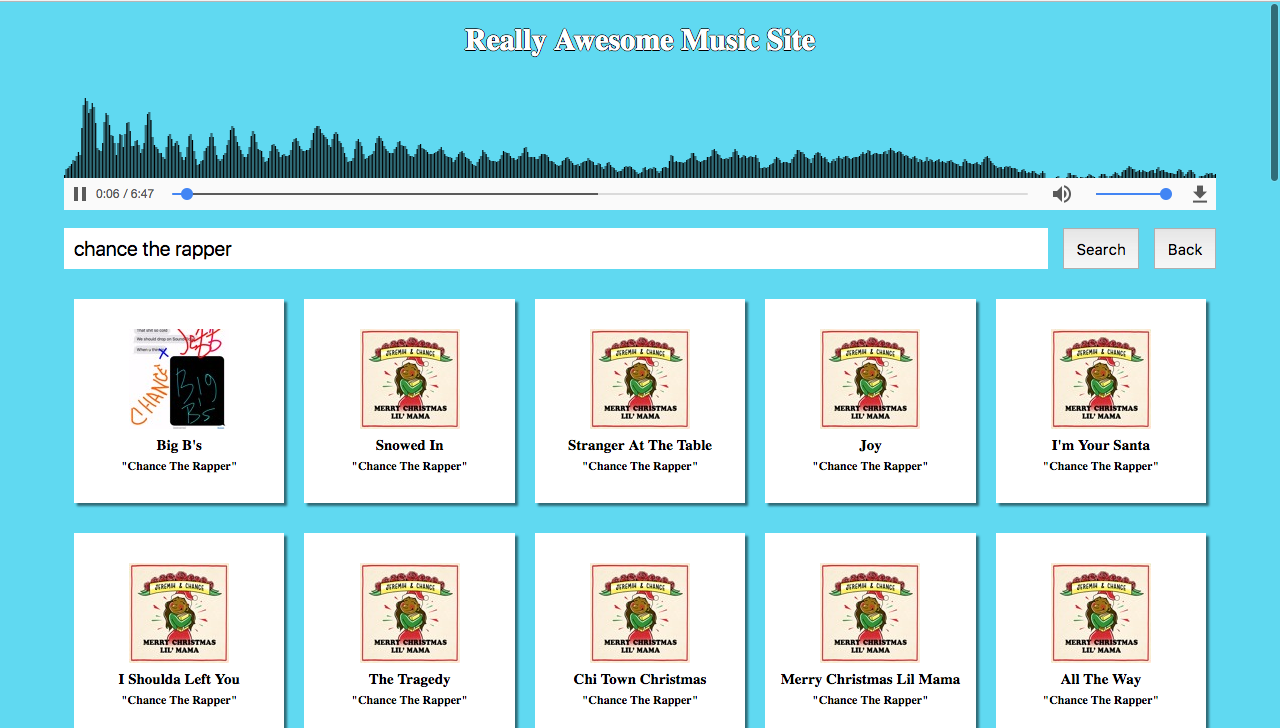 Really Awesome Music Site
0:06 / 6:47
chance the rapper
Search
Back
That shit so cold
We should drop on Sound
When u thin
CHANCE
BIG
B'S
JEREMIH & CHANCE
MERRY CHRISTMAS
LIL' MAMA
JEREMIH & CHANCE
MERRY CHRISTMAS
LIL' MAMA
JEREMIH & CHANCE
MERRY CHRISTMAS
LIL' MAMA
JEREMIH & CHANCE
MERRY CHRISTMAS
LIL' MAMA
Big B's
Snowed In
Stranger At The Table
Joy
I'm Your Santa
"Chance The Rapper"
"Chance The Rapper"
"Chance The Rapper"
"Chance The Rapper"
"Chance The Rapper"
JEREMIH & CHANCE
MERRY CHRISTMAS
LIL' MAMA
JEREMIH & CHANCE
MERRY CHRISTMAS
LIL' MAMA
JEREMIH & CHANCE
MERRY CHRISTMAS
LIL' MAMA
JEREMIH & CHANCE
MERRY CHRISTMAS
LIL' MAMA
JEREMIH & CHANCE
MERRY CHRISTMAS
LIL' MAMA
I Shoulda Left You
The Tragedy
Chi Town Christmas
Merry Christmas Lil Mama
All The Way
"Chance The Rapper"
"Chance The Rapper"
"Chance The Rapper"
"Chance The Rapper"
"Chance The Rapper"